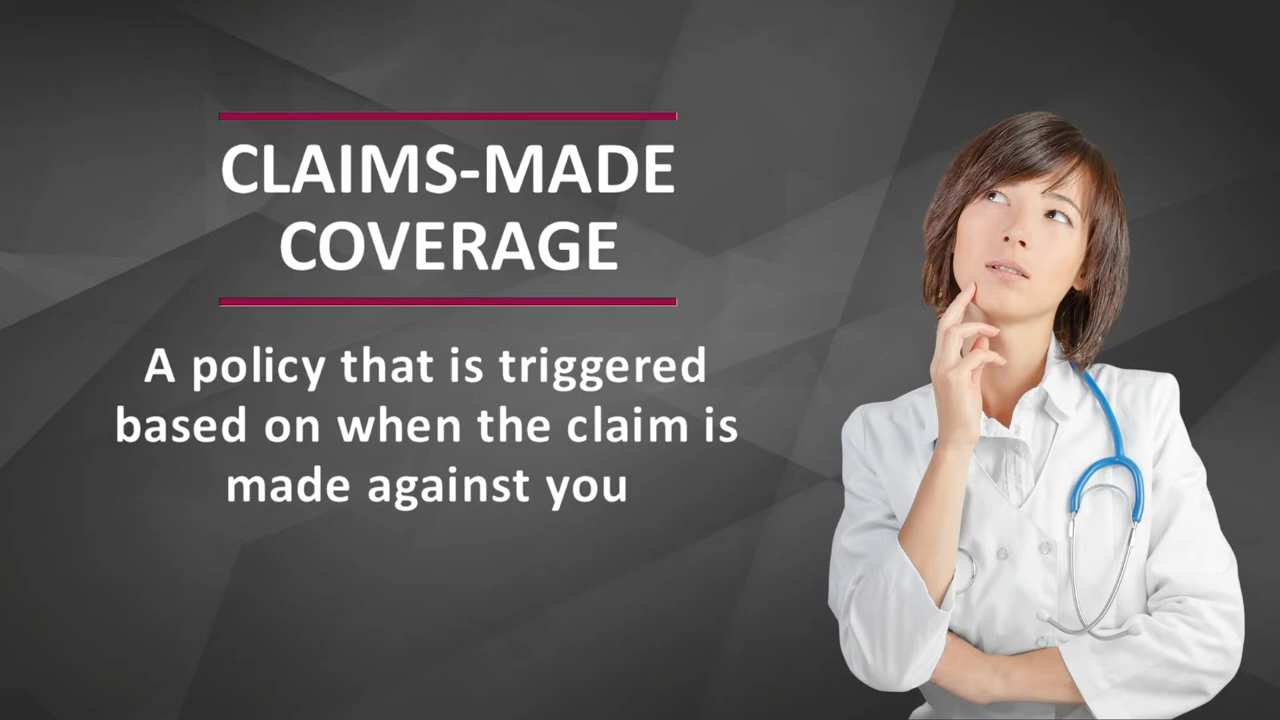 CLAIMS-MADE
COVERAGE
A policy that is triggered
based on when the claim is
made against you